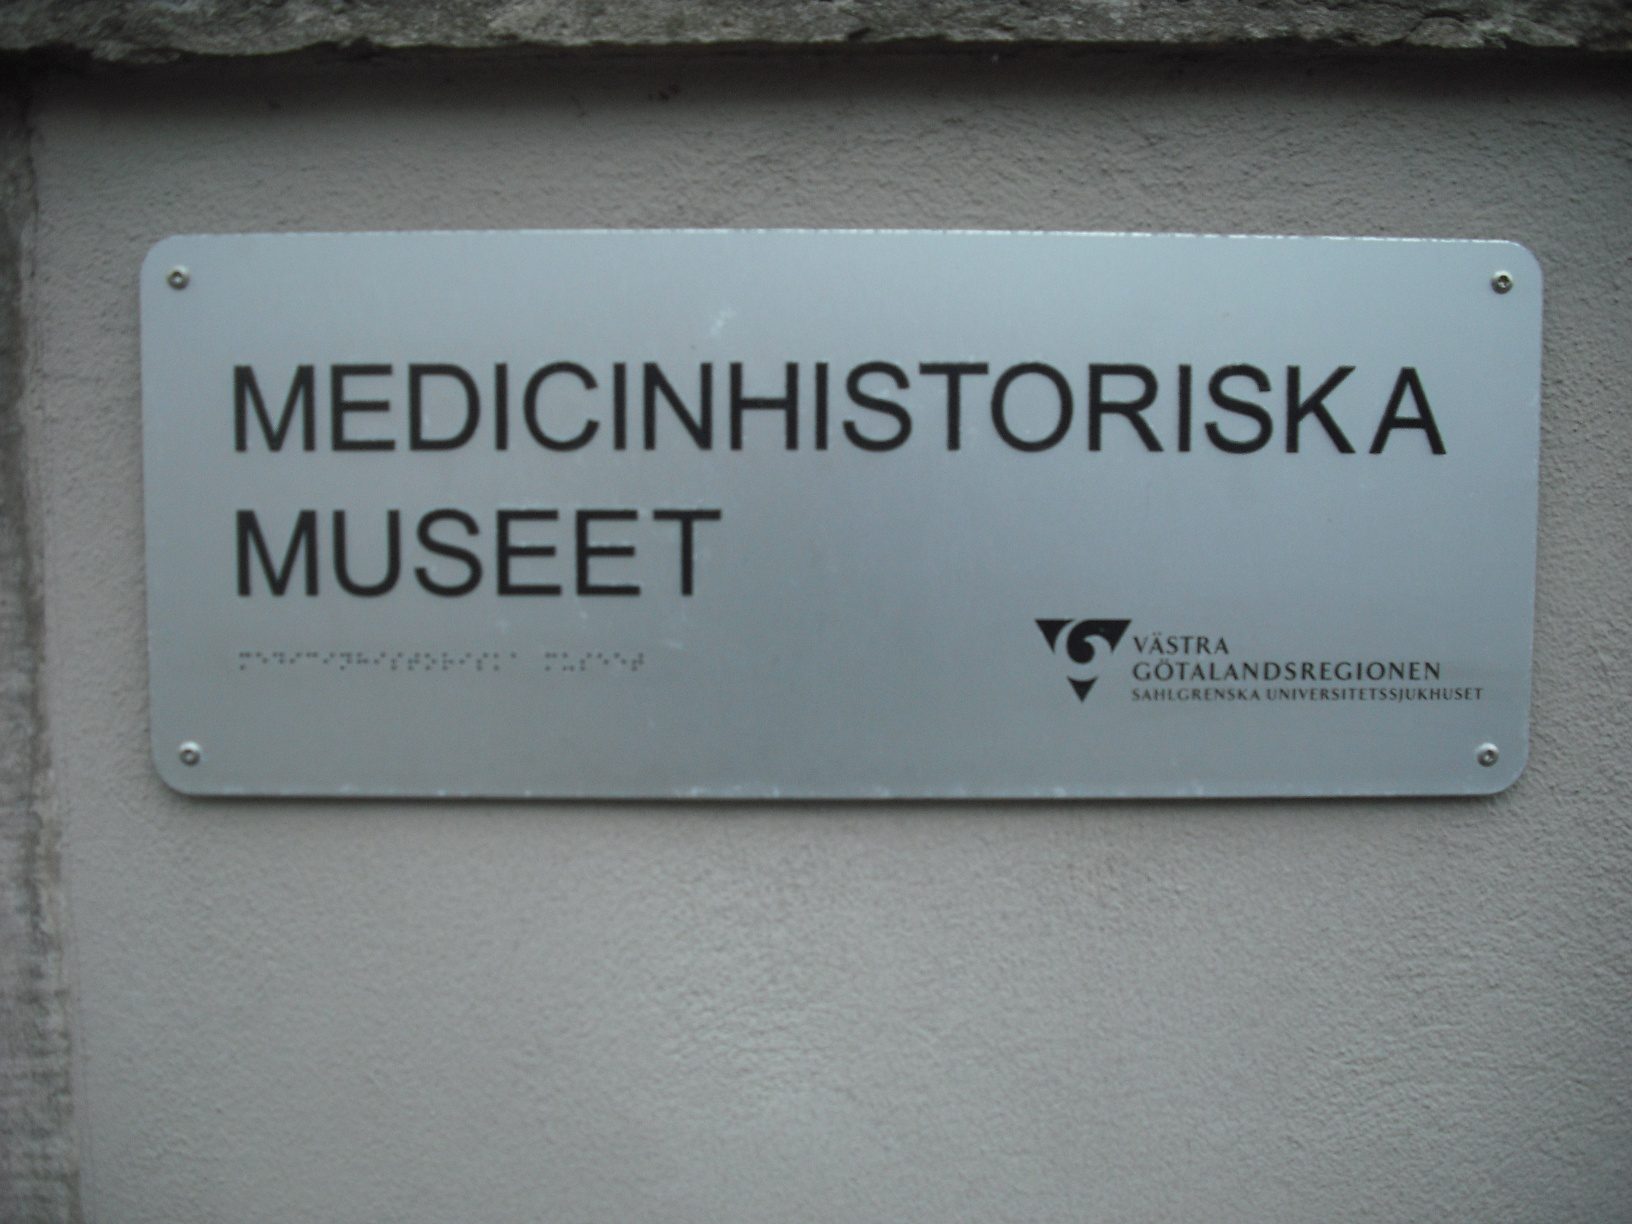 MEDICINHISTORISKA
MUSEET
⠍⠑⠙⠊⠉⠊⠝⠓⠊⠎⠞⠕⠗⠊⠎⠅⠁ ⠍⠥⠎⠑⠑⠞
VÄSTRA
GÖTALANDSREGIONEN
SAHLGRENSKA UNIVERSITETSSJUKHUSET